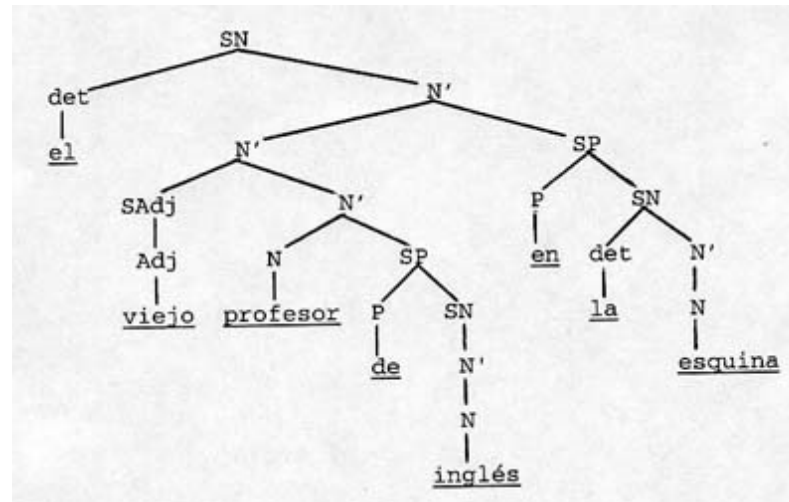 SN
det N'
el N' SP
SAdj N' P SN
Adj N SP en det N'
viejo profesor P SN la N
de N' esquina
N
inglés